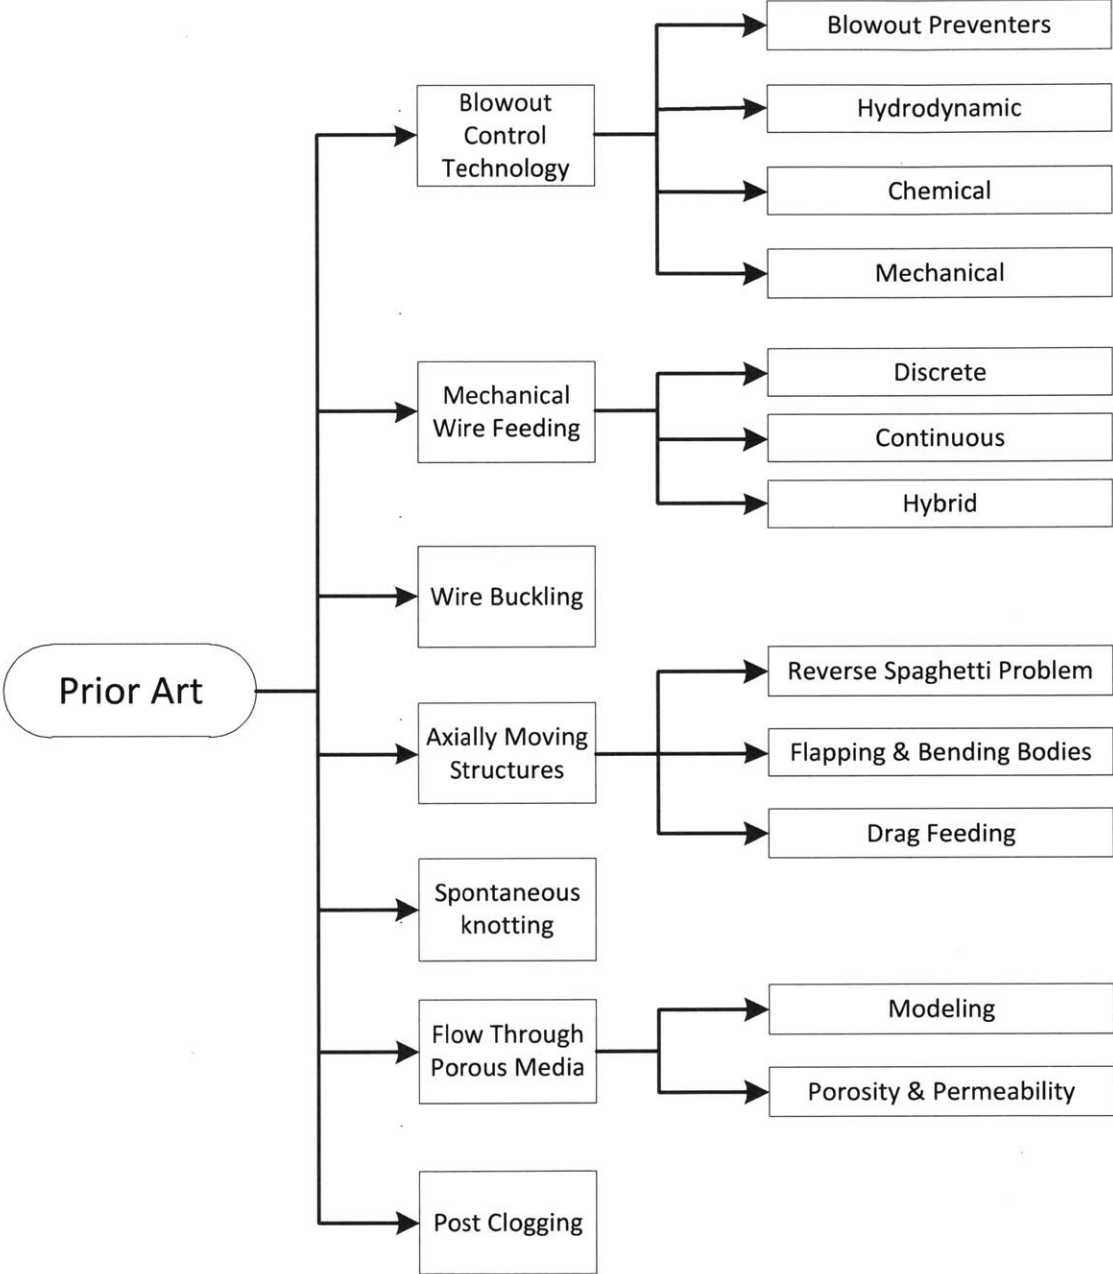 Prior Art
Blowout
Control
Technology
Blowout Preventers
Hydrodynamic
Chemical
Mechanical
Mechanical
Wire Feeding
Discrete
Continuous
Hybrid
Wire Buckling
Axially Moving
Structures
Reverse Spaghetti Problem
Flapping & Bending Bodies
Drag Feeding
Spontaneous
knotting
Flow Through
Porous Media
Modeling
Porosity & Permeability
Post Clogging